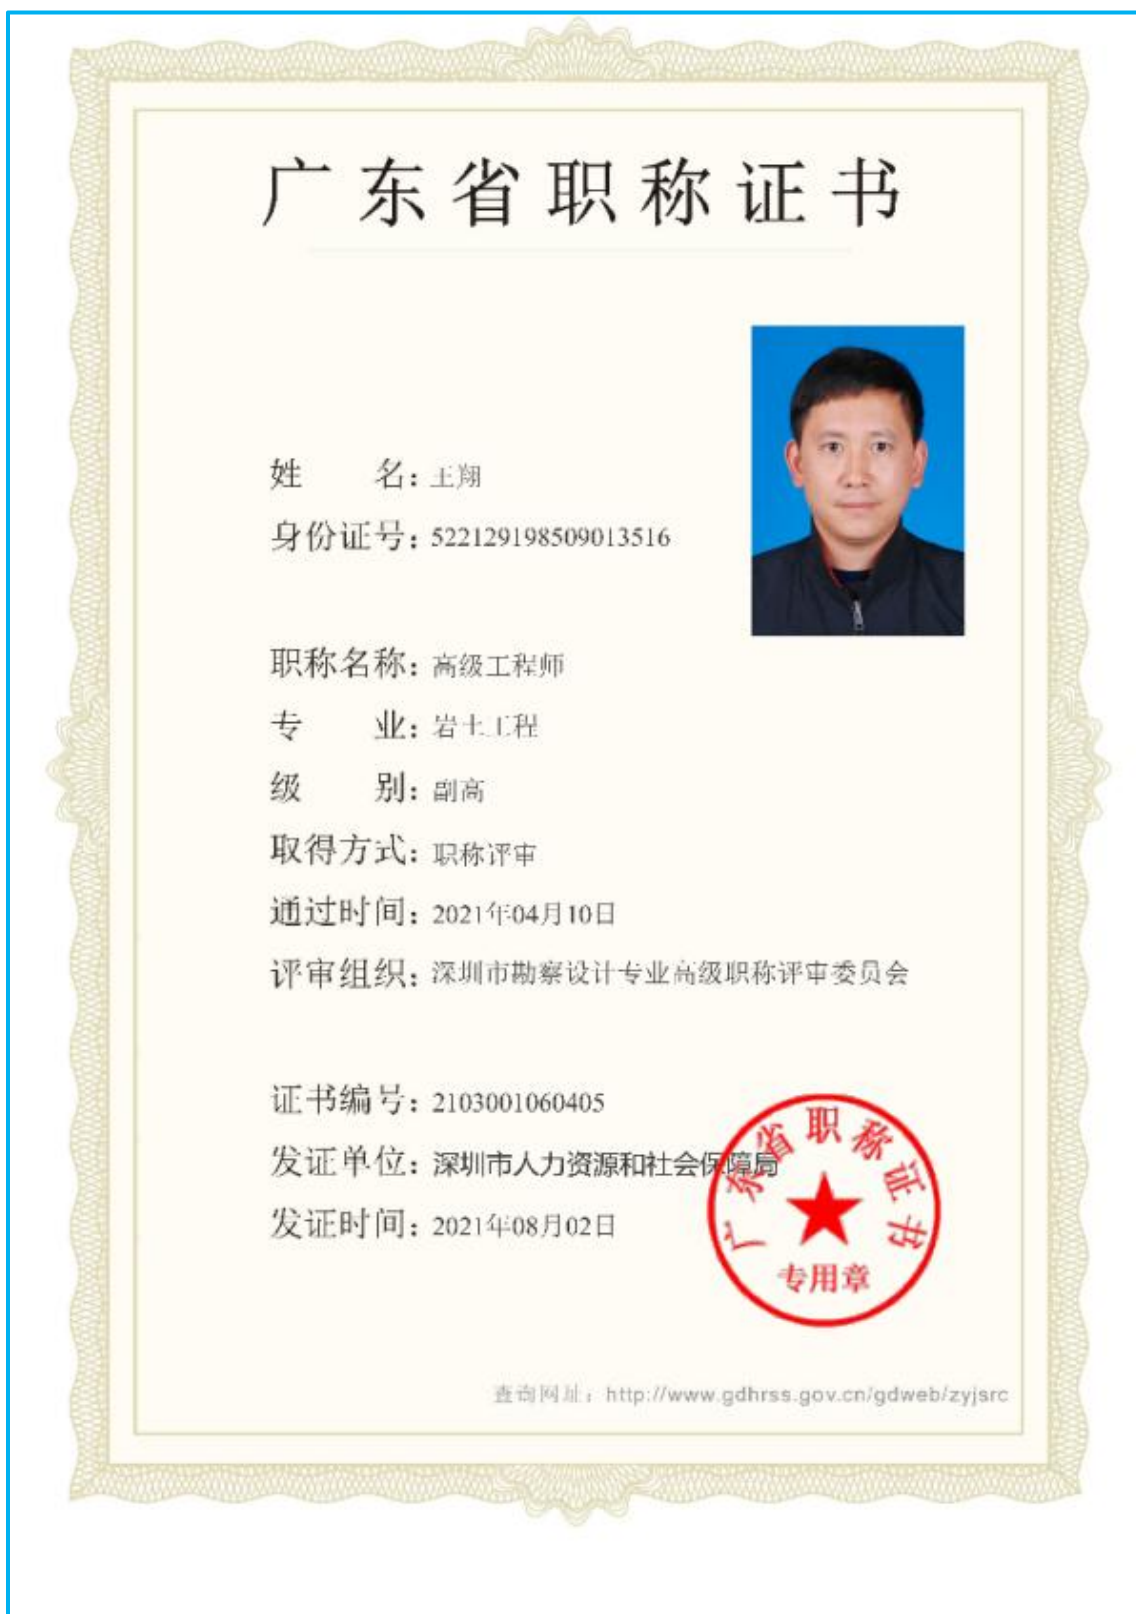 广东省职称证书
姓 名：王翔
身份证号：522129198509013516
职称名称：高级工程师
专 业：岩土工程
级 别：副高
取得方式：职称评审
通过时间：2021年04月10日
评审组织：深圳市勘察设计专业高级职称评审委员会
证书编号：2103001060405
发证单位：深圳市人力资源和社会保障局
发证时间：2021年08月02日
广东省职称证书
专用章
查询网址：http://www.gdhrss.gov.cn/gdweb/zyjsrc